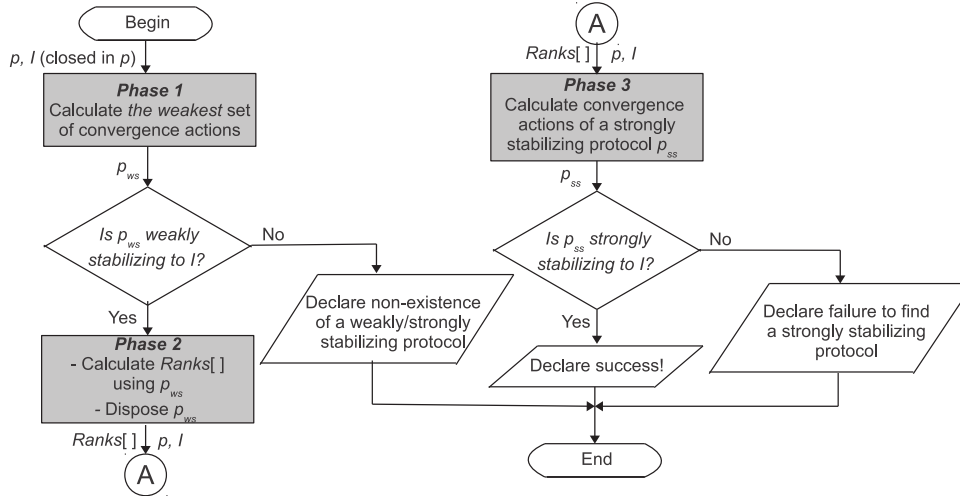 Begin
p, I (closed in p)
Phase 1
Calculate the weakest set
of convergence actions
p_ws
Is p_ws weakly
stabilizing to I?
No
Declare non-existence
of a weakly/strongly
stabilizing protocol
Yes
Phase 2
- Calculate Ranks[ ]
using p_ws
- Dispose p_ws
Ranks[ ] p, I
A
A
Ranks[ ] p, I
Phase 3
Calculate convergence
actions of a strongly
stabilizing protocol p_ss
p_ss
Is p_ss strongly
stabilizing to I?
No
Declare failure to find
a strongly stabilizing
protocol
Yes
Declare success!
End